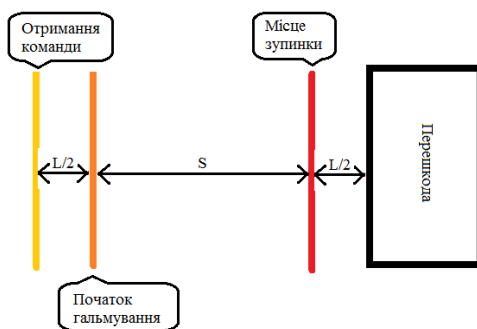 Отримання
команди
Місце
зупинки
L/2
S
L/2
Перешкода
Початок
гальмування